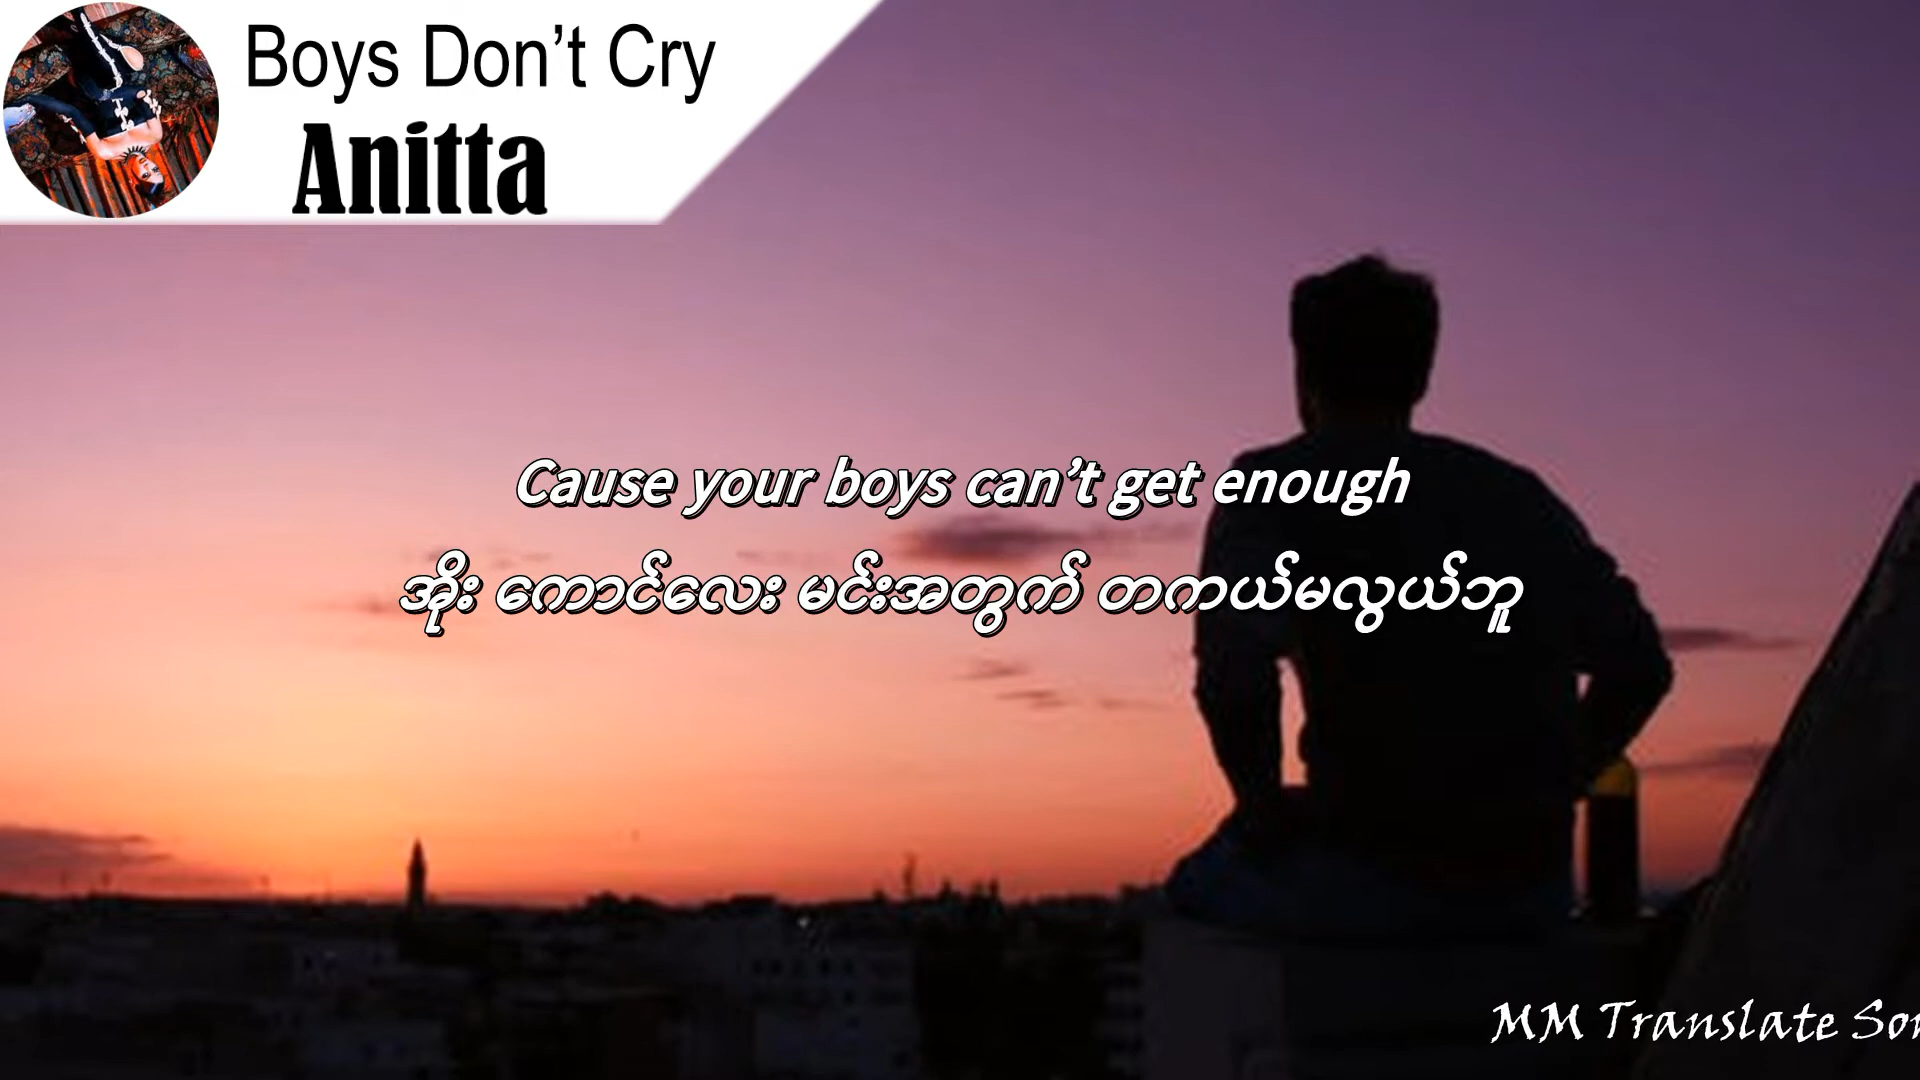 Boys Don’t Cry
Anitta
Cause your boys can’t get enough
အိုး ကောင်လေး မင်းအတွက် တကယ်မလွယ်ဘူ
MM Translate Son